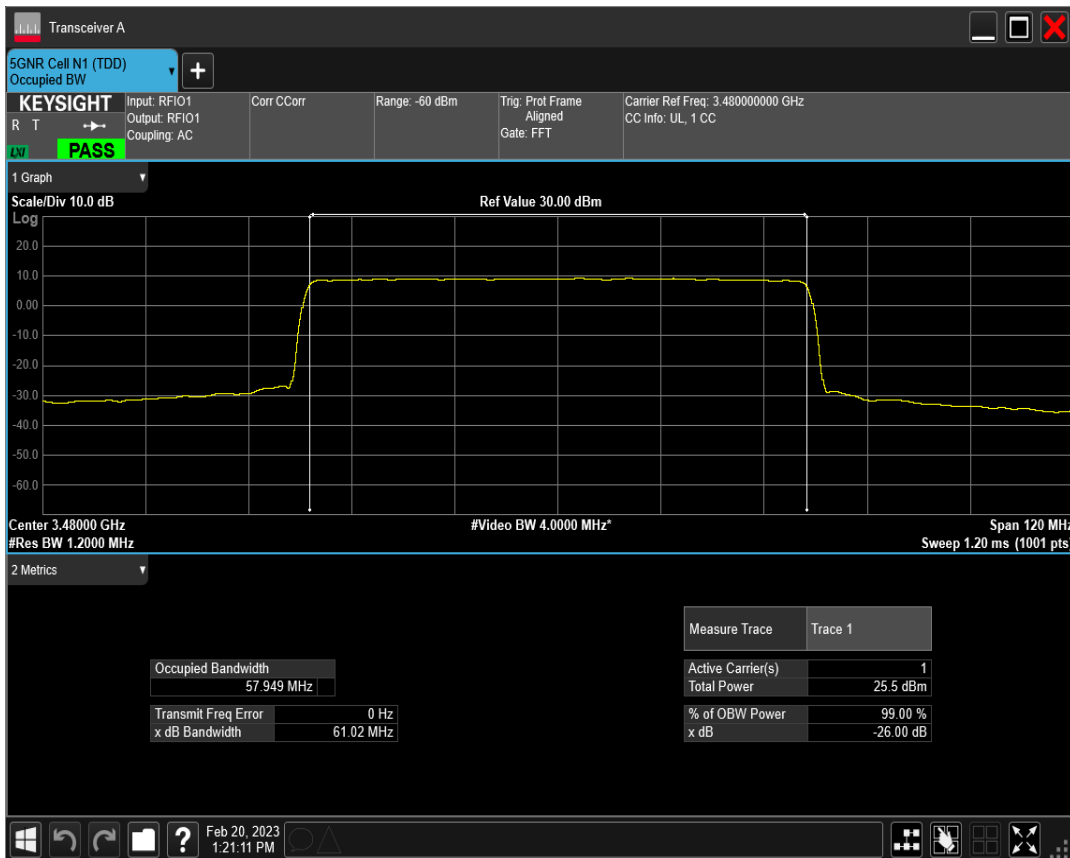 Transceiver A
5GNR Cell N1 (TDD)
Occupied BW
KEYSIGHT
R T
LXI
PASS
Input: RFIO1
Output: RFIO1
Coupling: AC
Corr CCorr
Range: -60 dBm
Trig: Prot Frame
Aligned
Gate: FFT
Carrier Ref Freq: 3.480000000 GHz
CC Info: UL, 1 CC
1 Graph
Scale/Div 10.0 dB
Ref Value 30.00 dBm
Log
20.0
10.0
0.00
-10.0
-20.0
-30.0
-40.0
-50.0
-60.0
Center 3.48000 GHz
#Video BW 4.0000 MHz*
Span 120 MHz
#Res BW 1.2000 MHz
Sweep 1.20 ms (1001 pts)
2 Metrics
Measure Trace Trace 1
Occupied Bandwidth
57.949 MHz
Active Carrier(s) 1
Total Power 25.5 dBm
Transmit Freq Error 0 Hz
x dB Bandwidth 61.02 MHz
% of OBW Power 99.00 %
x dB -26.00 dB
?
Feb 20, 2023
1:21:11 PM